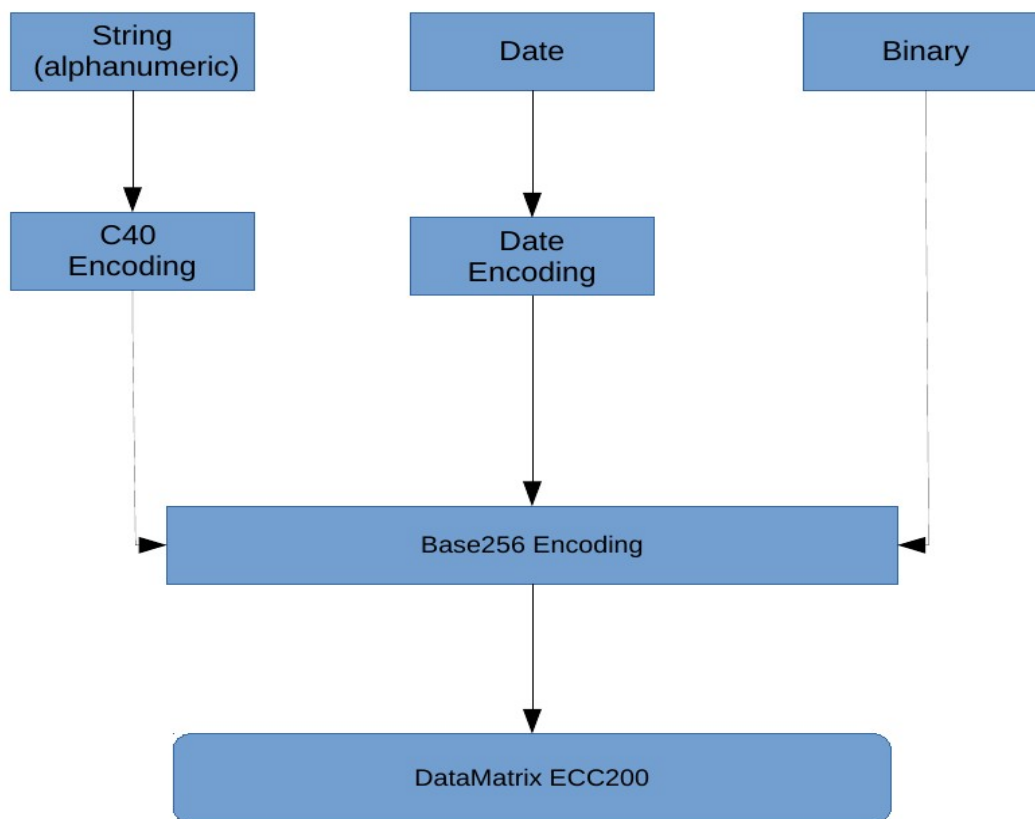 String
(alphanumeric)
Date
Binary
C40
Encoding
Date
Encoding
Base256 Encoding
DataMatrix ECC200